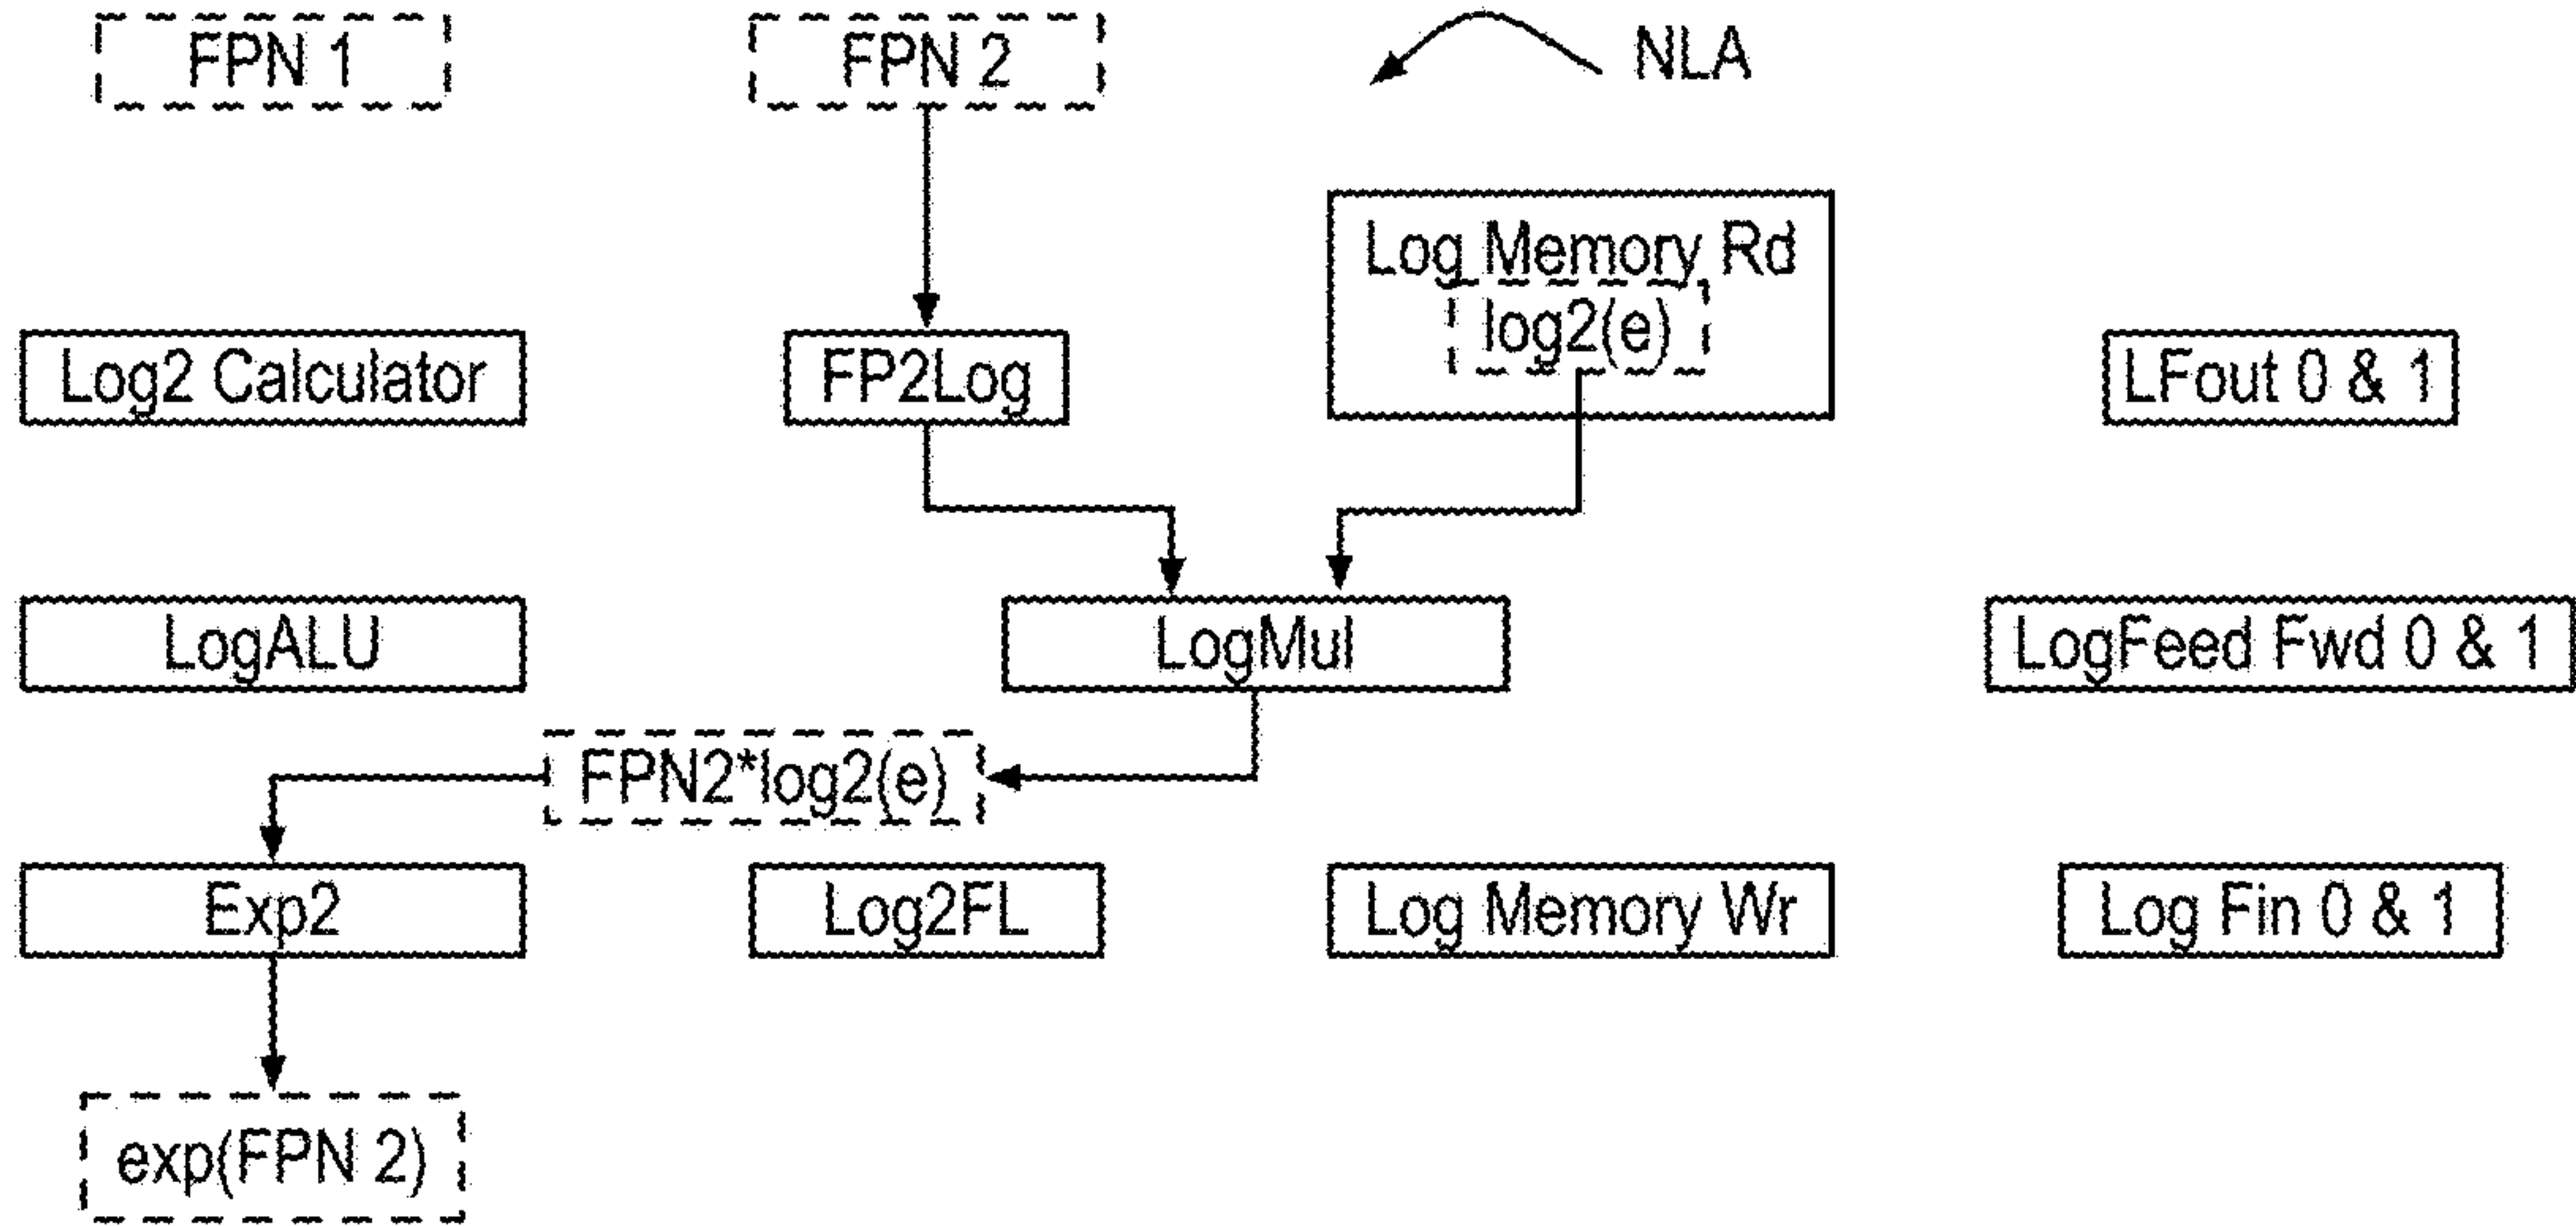 FPN 1
FPN 2
NLA
Log Memory Rd
log2(e)
Log2 Calculator
FP2Log
LFout 0 & 1
LogALU
LogMul
LogFeed Fwd 0 & 1
FPN2*log2(e)
Exp2
Log2FL
Log Memory Wr
Log Fin 0 & 1
exp(FPN 2)